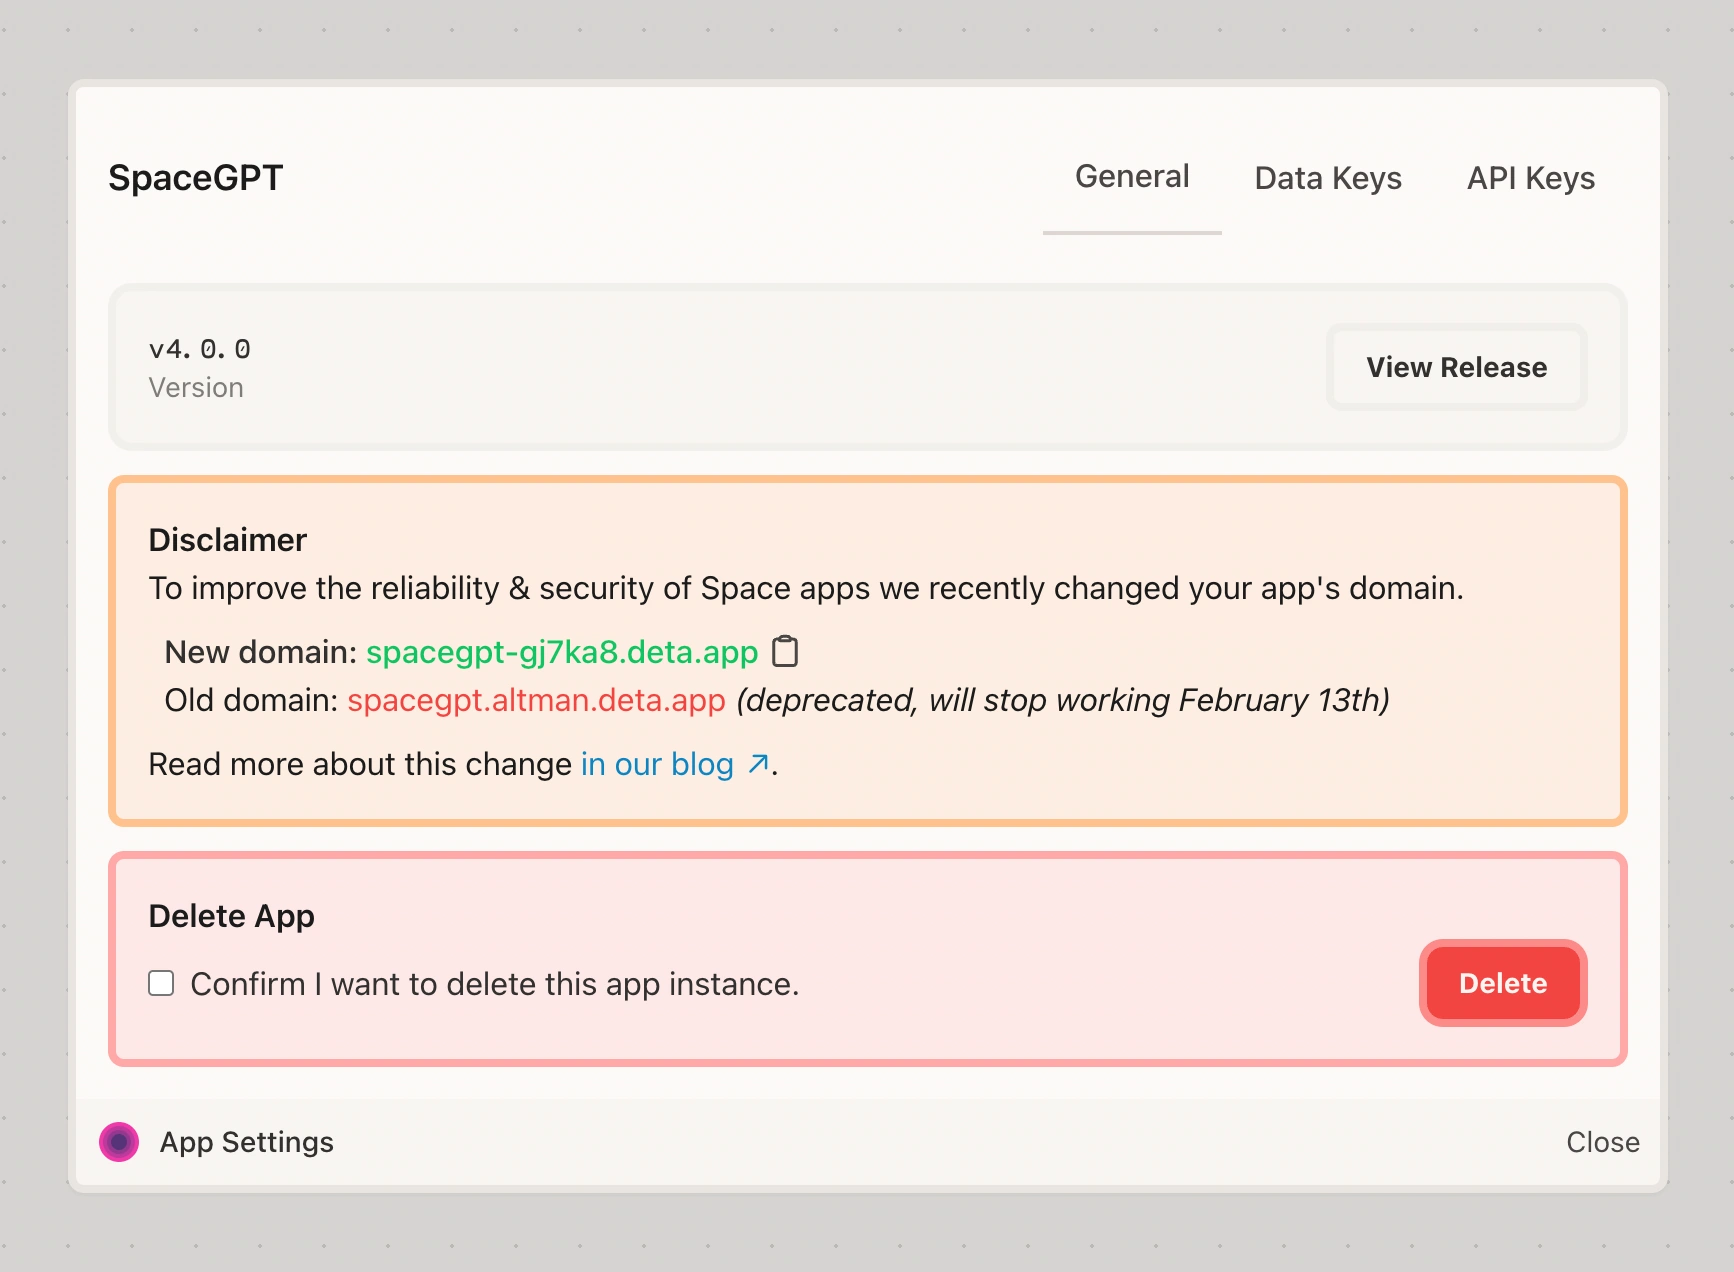 SpaceGPT
General
Data Keys
API Keys
v4.0.0
Version
View Release
Disclaimer
To improve the reliability & security of Space apps we recently changed your app's domain.
New domain: spacegpt-gj7ka8.deta.app
Old domain: spacegpt.altman.deta.app (deprecated, will stop working February 13th)
Read more about this change in our blog ↗.
Delete App
Confirm I want to delete this app instance.
Delete
App Settings
Close